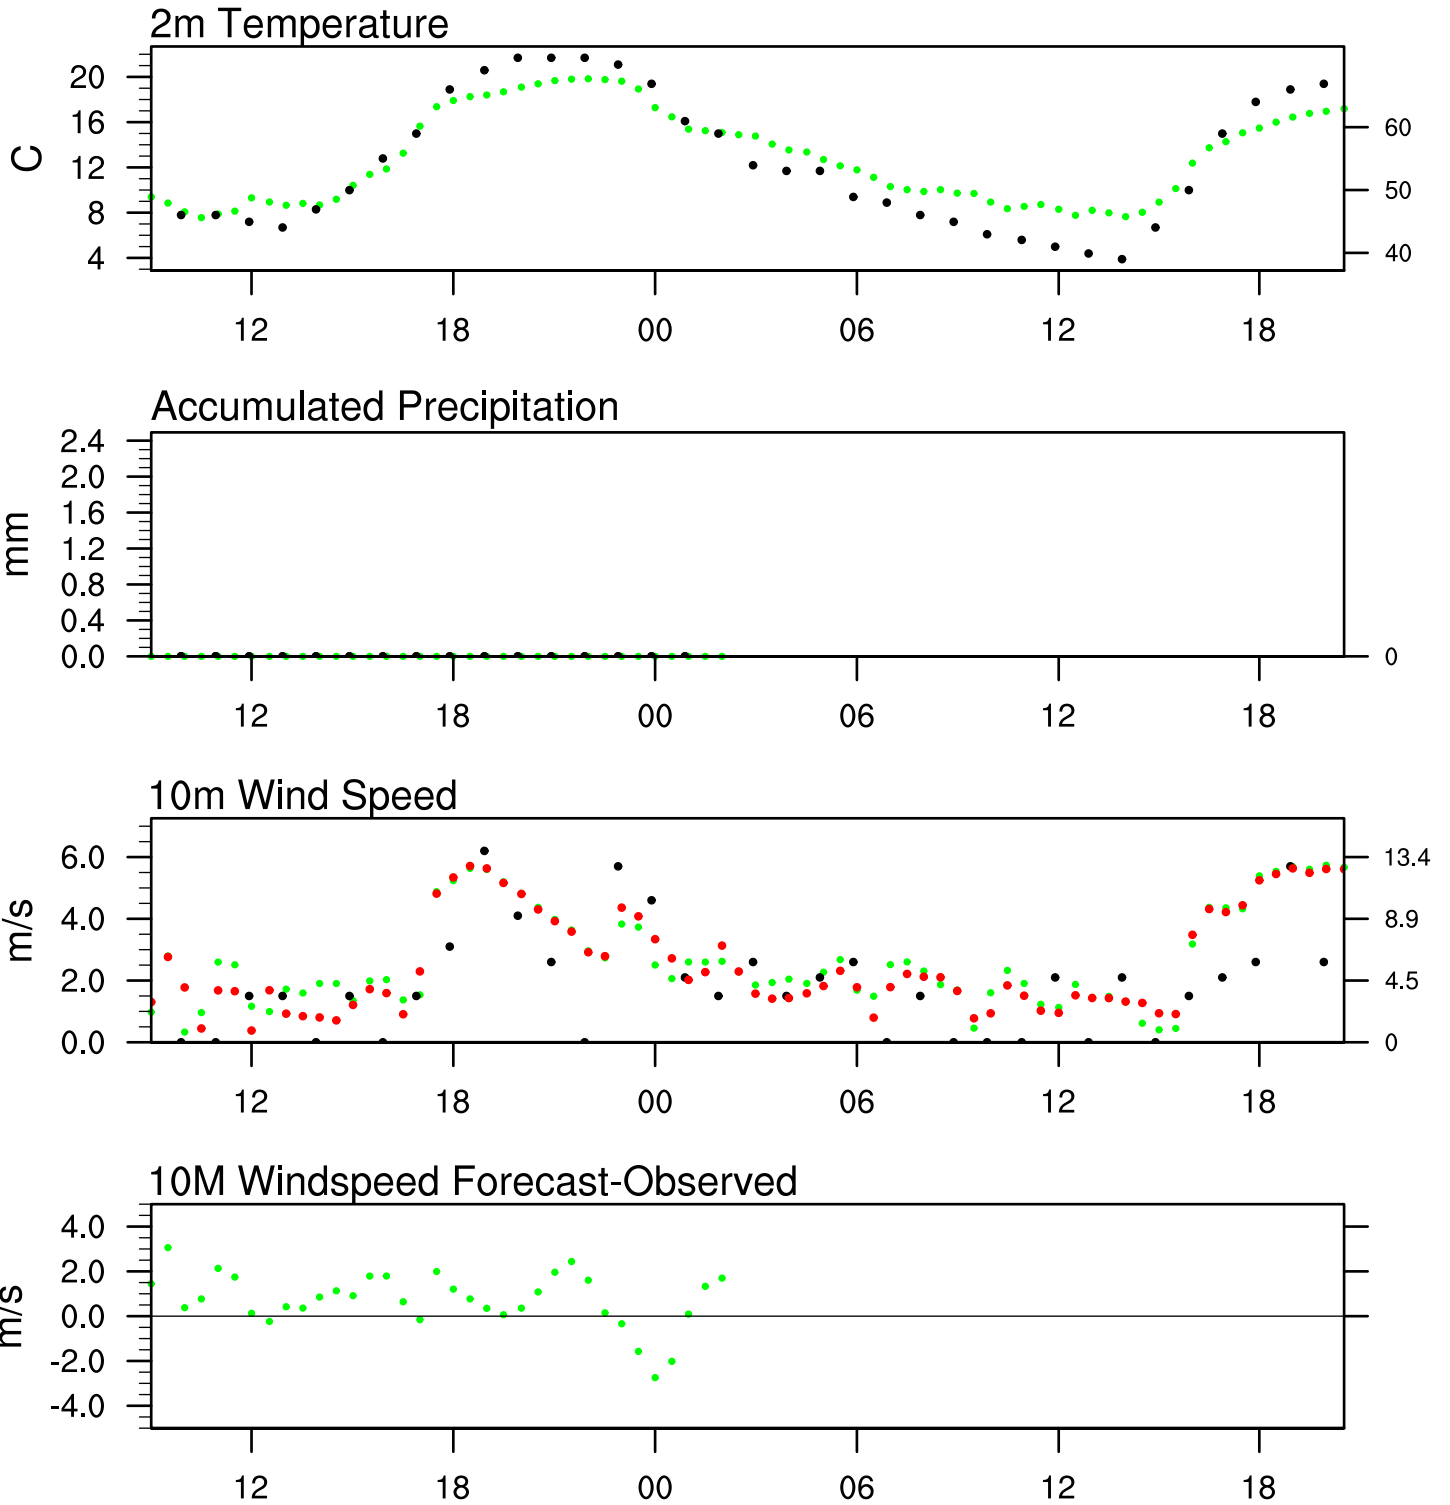 2m Temperature
20
16
12
8
4
C
60
50
40
12 18 00 06 12 18
Accumulated Precipitation
2.4
2.0
1.6
1.2
0.8
0.4
0.0
mm
0
12 18 00 06 12 18
10m Wind Speed
6.0
4.0
2.0
0.0
m/s
13.4
8.9
4.5
0
12 18 00 06 12 18
10M Windspeed Forecast-Observed
4.0
2.0
0.0
-2.0
-4.0
m/s
12 18 00 06 12 18